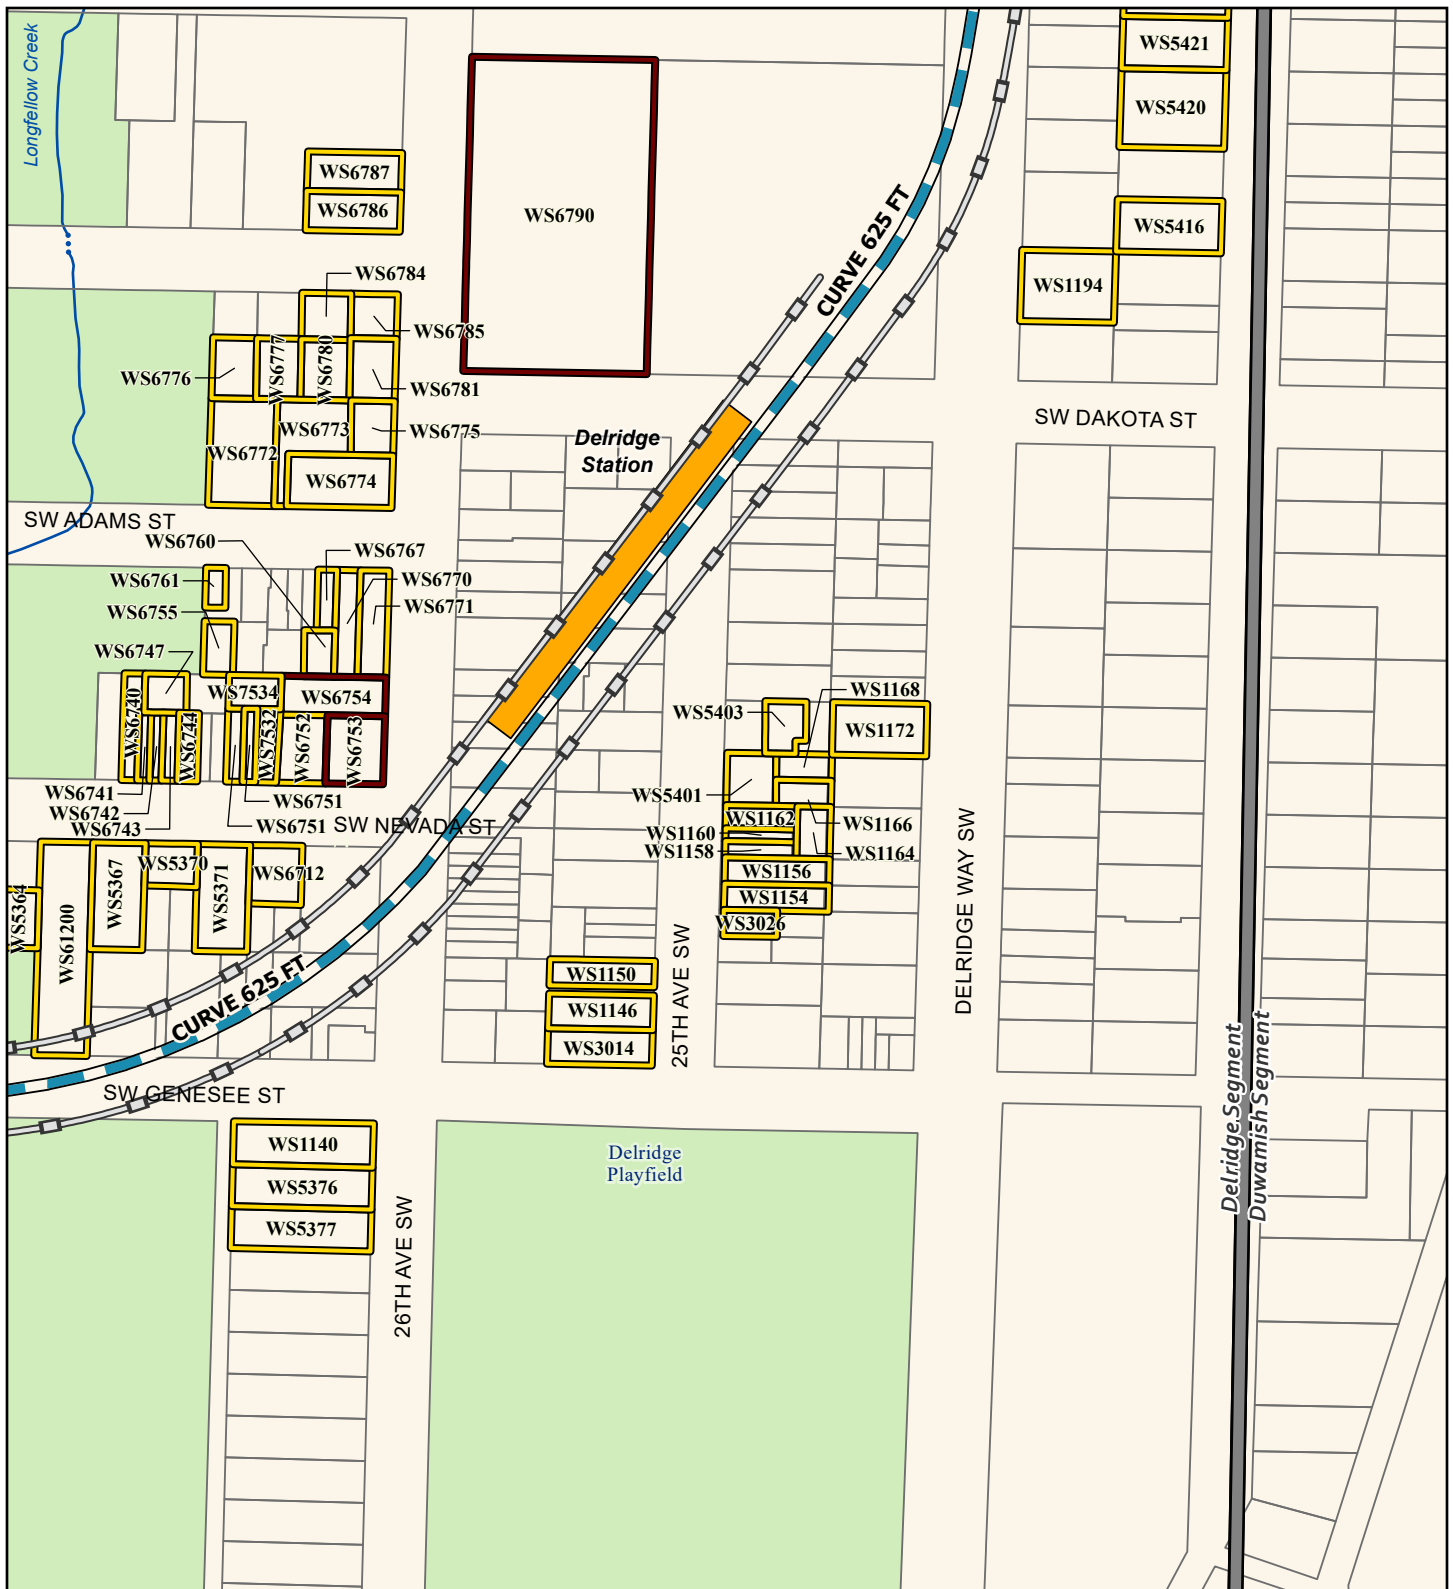 Longfellow Creek
WS5421
WS5420
WS6787
WS6786
WS6790
CURVE 625 FT
WS5416
WS1194
WS6784
WS6785
WS6777
WS6780
WS6776
WS6781
WS6773
WS6775
WS6772
WS6774
SW DAKOTA ST
Delridge
Station
SW ADAMS ST
WS6760
WS6767
WS6761
WS6770
WS6755
WS6771
WS6747
WS7534
WS6754
WS6740
WS6744
WS7532
WS6752
WS6753
WS6741
WS6742
WS6743
WS6751
WS6751
SW NEVADA ST
WS1168
WS5403
WS1172
WS5401
WS1162
WS1166
WS1160
WS1158
WS1164
WS1156
WS1154
WS3026
WS5364
WS61200
WS5367
WS5370
WS5371
WS6712
CURVE 625 FT
WS1150
WS1146
WS3014
25TH AVE SW
DELRIDGE WAY SW
SW GENESEE ST
Delridge Segment
Duwamish Segment
WS1140
WS5376
WS5377
26TH AVE SW
Delridge
Playfield